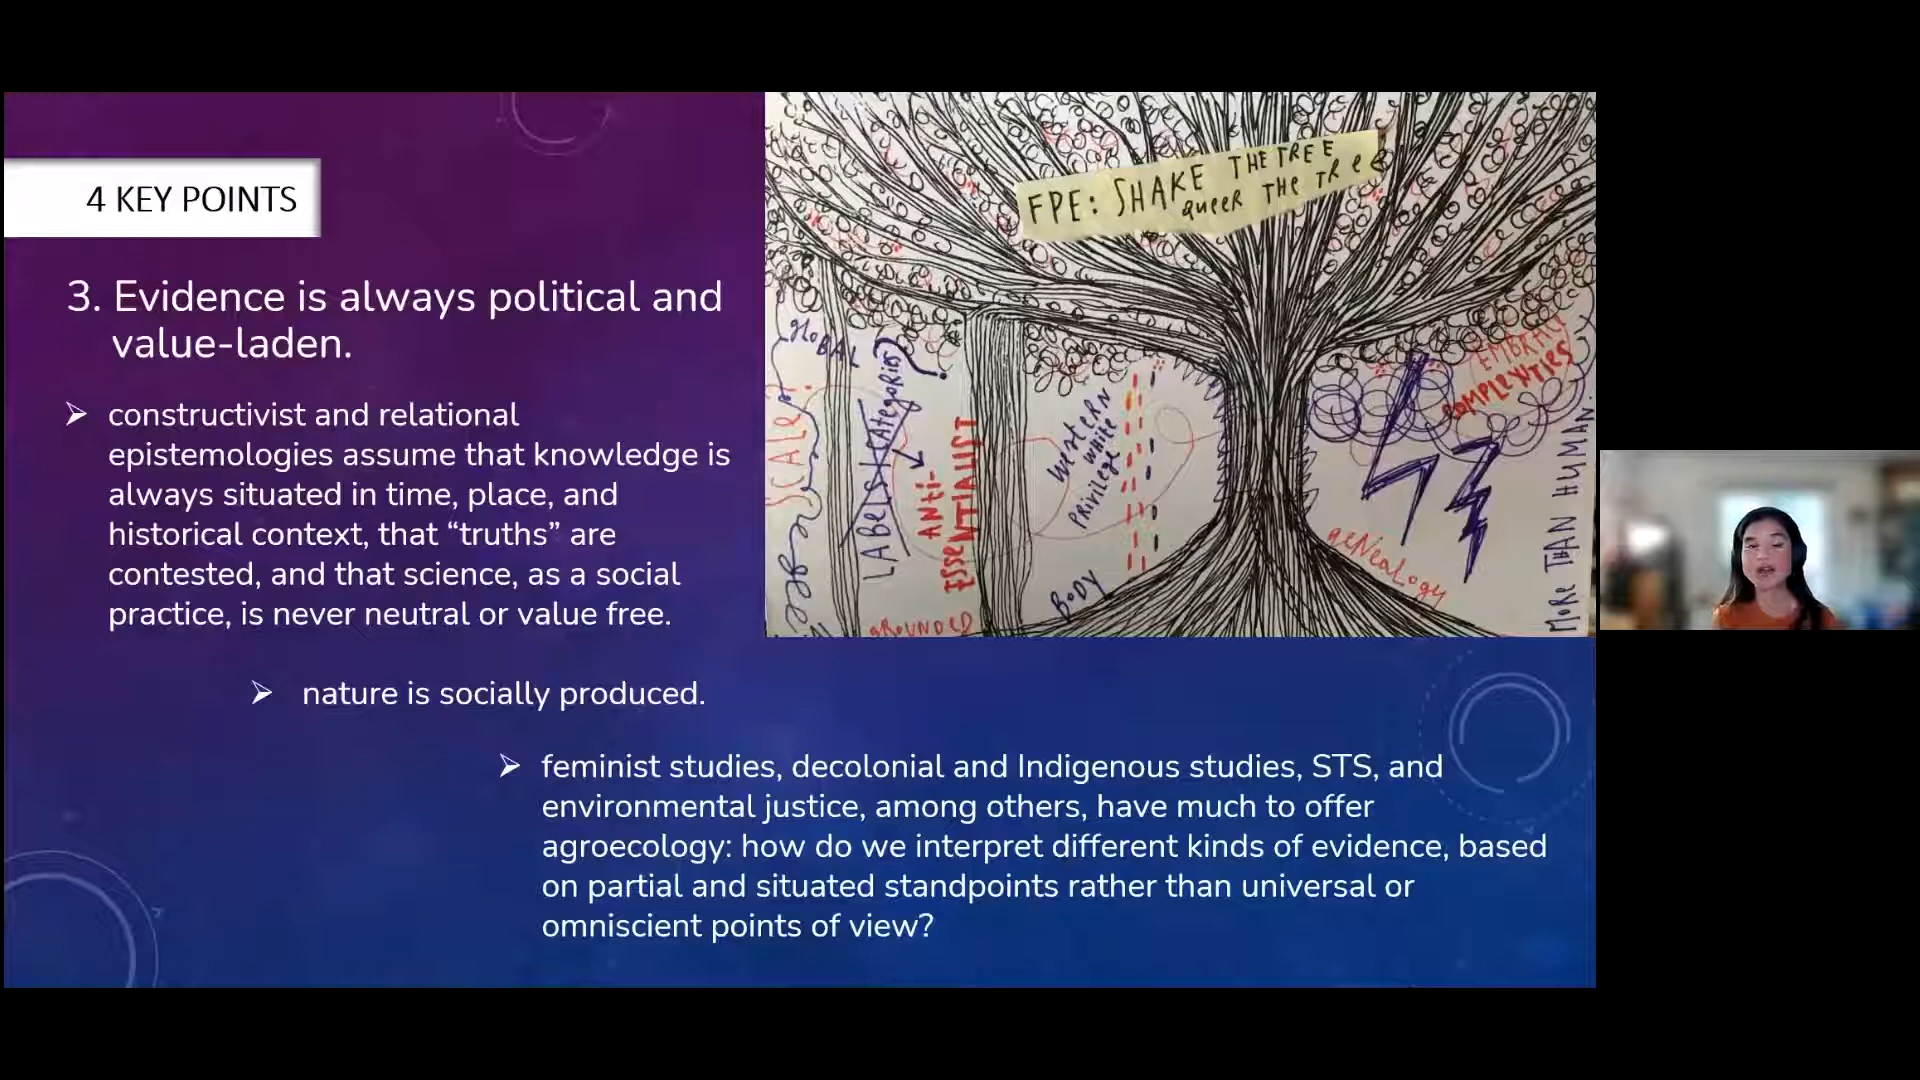 4 KEY POINTS
3. Evidence is always political and
value-laden.
constructivist and relational
epistemologies assume that knowledge is
always situated in time, place, and
historical context, that “truths” are
contested, and that science, as a social
practice, is never neutral or value free.
nature is socially produced.
feminist studies, decolonial and Indigenous studies, STS, and
environmental justice, among others, have much to offer
agroecology: how do we interpret different kinds of evidence, based
on partial and situated standpoints rather than universal or
omniscient points of view?
FPE: SHAKE THE TREE
queer THE TREE
GLOBAL
SCALE?
LABELS
CATEGORIES
?
ANTI-
ESSENTIALIST
WESTERN
WHITE
PRIVILEGE
BODY
GROUNDED
EMBRACE
COMPLEXITIES
geNeaLogy
MORE THAN HUMAN.